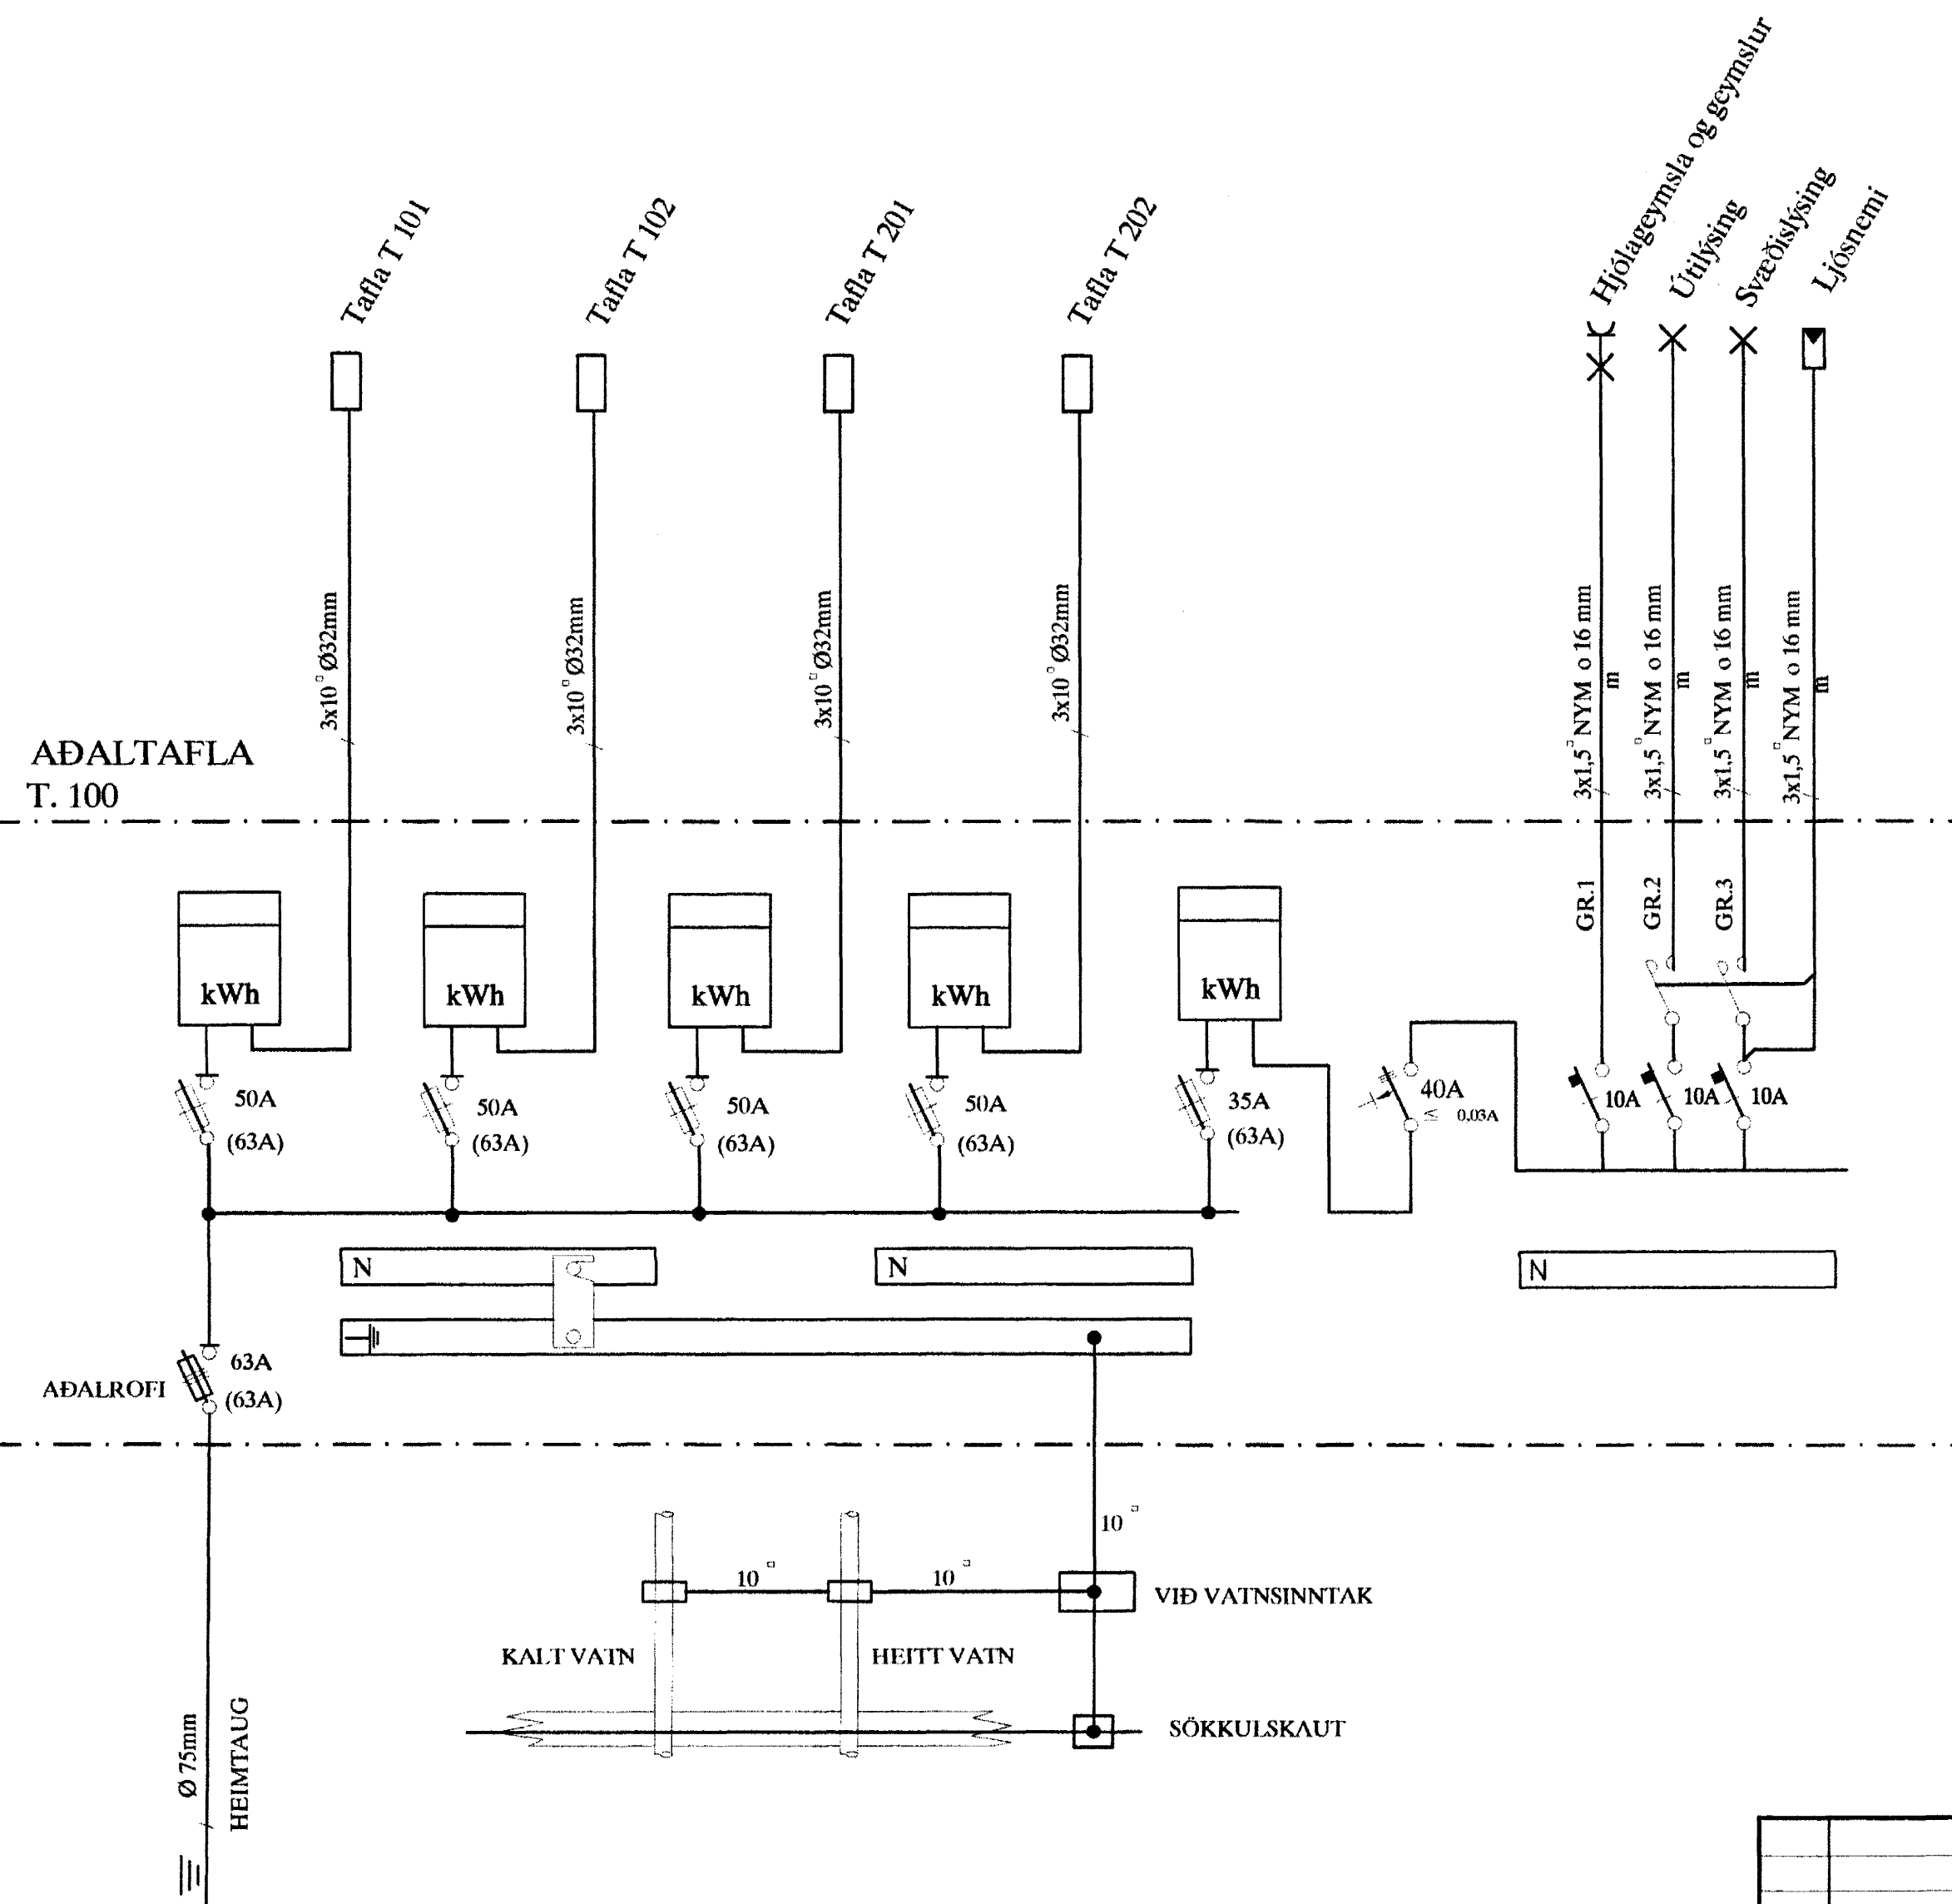 Tafla T 101
Tafla T 102
Tafla T 201
Tafla T 202
Hjólageymsla og geymslur
Útilýsing
Svæðislýsing
Ljósnemi
3x10▫ Ø32mm
3x10▫ Ø32mm
3x10▫ Ø32mm
3x10▫ Ø32mm
3x1,5▫ NYM o 16 mm
m
3x1,5▫ NYM o 16 mm
m
3x1,5▫ NYM o 16 mm
m
3x1,5▫ NYM o 16 mm
m
AÐALTAFLA
T. 100
GR.1
GR.2
GR.3
kWh
kWh
kWh
kWh
kWh
50A
(63A)
50A
(63A)
50A
(63A)
50A
(63A)
35A
(63A)
40A
≤ 0,03A
10A
10A
10A
N
N
N
AÐALROFI
63A
(63A)
10▫
10▫
10▫
VIÐ VATNSINNTAK
KALT VATN
HEITT VATN
SÖKKULSKAUT
Ø 75mm
HEIMTAUG